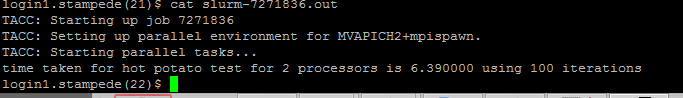 login1.stampede(21)$ cat slurm-7271836.out
TACC: Starting up job 7271836
TACC: Setting up parallel environment for MVAPICH2+mpispawn.
TACC: Starting parallel tasks...
time taken for hot potato test for 2 processors is 6.390000 using 100 iterations
login1.stampede(22)$